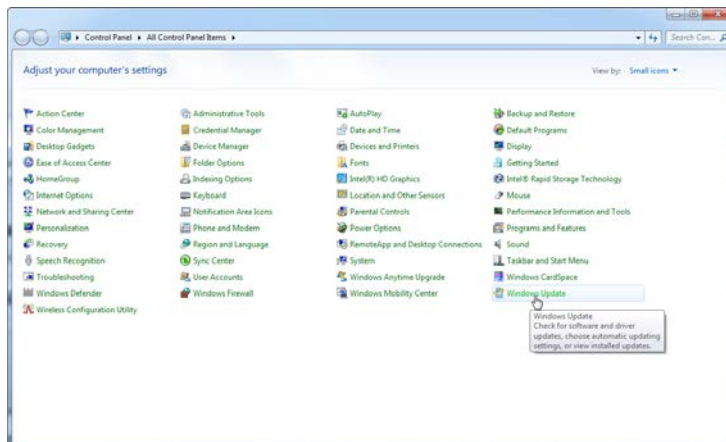 Control Panel ▸ All Control Panel Items ▸
Search Con...
Adjust your computer's settings
View by: Small icons
Action Center
Administrative Tools
AutoPlay
Backup and Restore
Color Management
Credential Manager
Date and Time
Default Programs
Desktop Gadgets
Device Manager
Devices and Printers
Display
Ease of Access Center
Folder Options
Fonts
Getting Started
HomeGroup
Indexing Options
Intel(R) HD Graphics
Intel® Rapid Storage Technology
Internet Options
Keyboard
Location and Other Sensors
Mouse
Network and Sharing Center
Notification Area Icons
Parental Controls
Performance Information and Tools
Personalization
Phone and Modem
Power Options
Programs and Features
Recovery
Region and Language
RemoteApp and Desktop Connections
Sound
Speech Recognition
Sync Center
System
Taskbar and Start Menu
Troubleshooting
User Accounts
Windows Anytime Upgrade
Windows CardSpace
Windows Defender
Windows Firewall
Windows Mobility Center
Windows Update
Wireless Configuration Utility
Windows Update
Check for software and driver
updates, choose automatic updating
settings, or view installed updates.